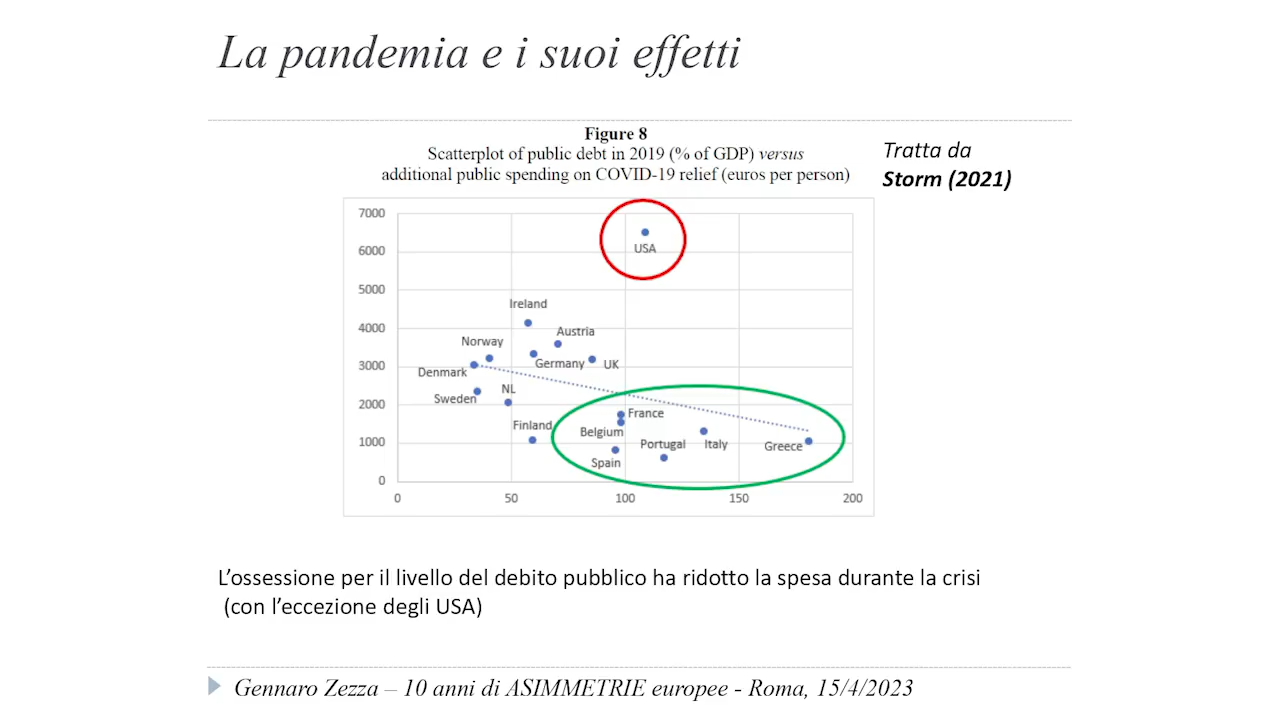 La pandemia e i suoi effetti
Figure 8
Scatterplot of public debt in 2019 (% of GDP) versus
additional public spending on COVID-19 relief (euros per person)
Tratta da
Storm (2021)
7000
6000
5000
4000
3000
2000
1000
0
USA
Ireland
Austria
Norway
Germany
UK
Denmark
NL
Sweden
France
Finland
Belgium
Portugal
Italy
Greece
Spain
0
50
100
150
200
L’ossessione per il livello del debito pubblico ha ridotto la spesa durante la crisi
(con l’eccezione degli USA)
Gennaro Zezza – 10 anni di ASIMMETRIE europee - Roma, 15/4/2023